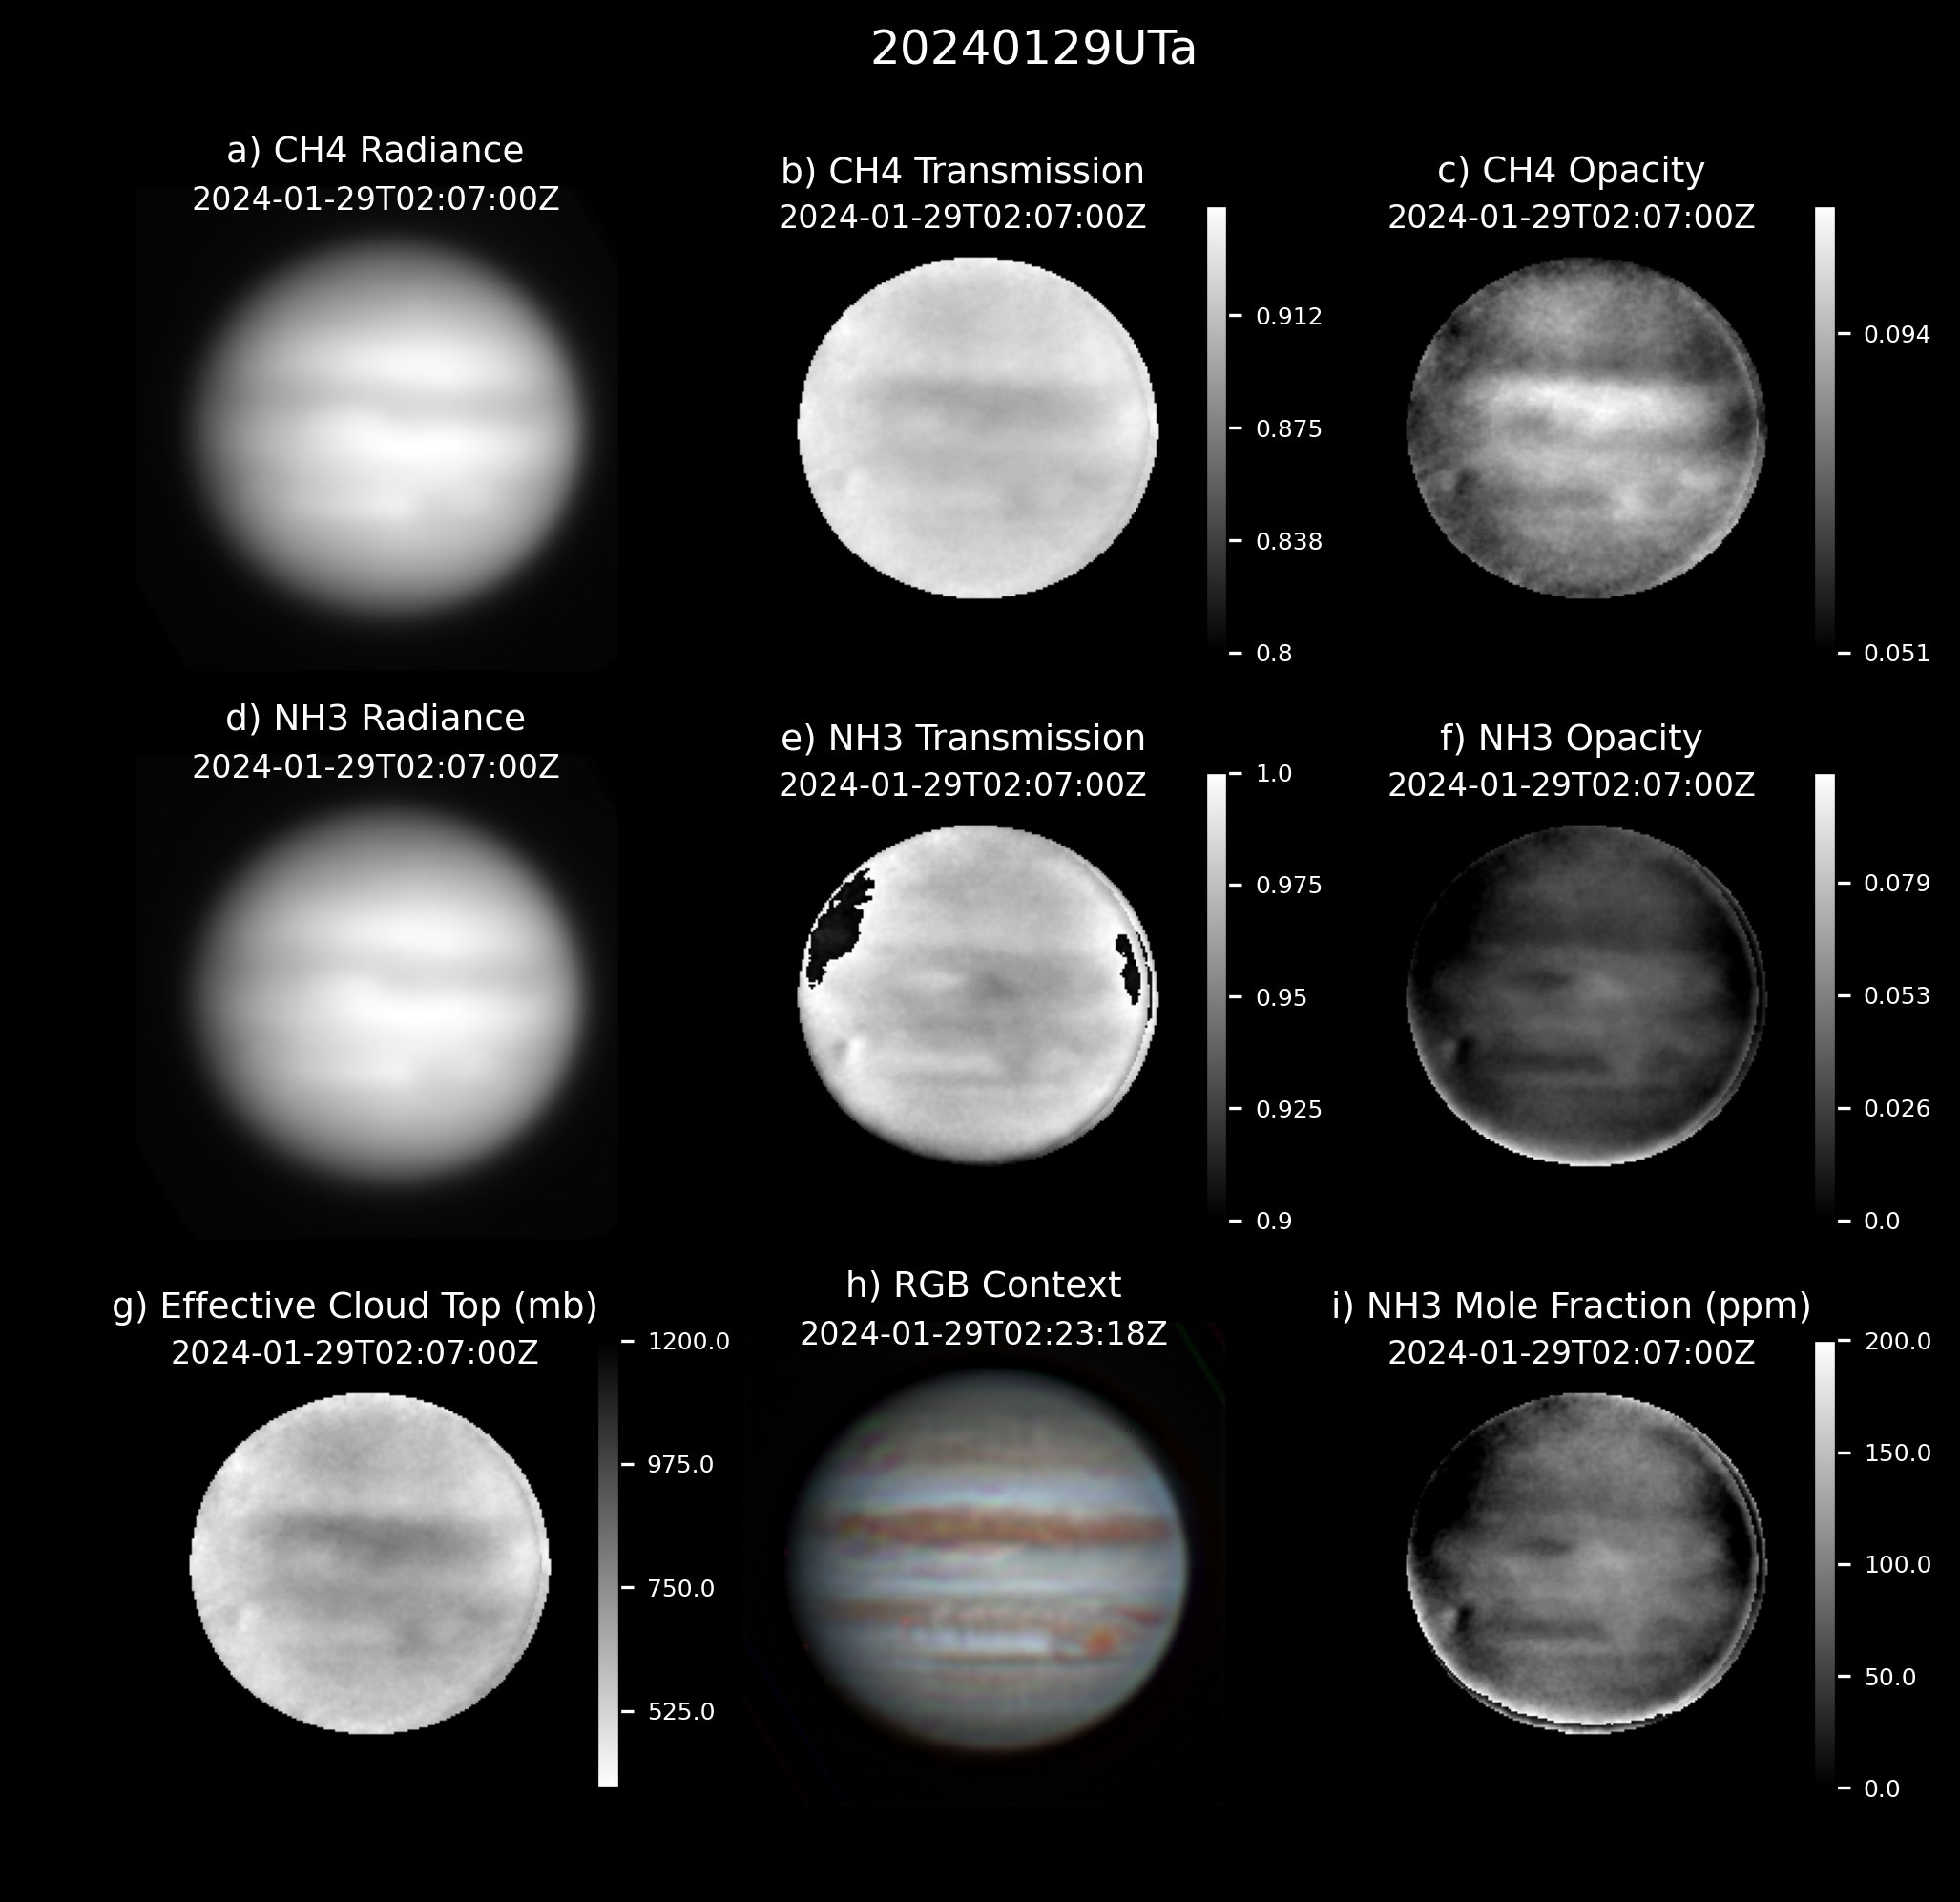 20240129UTa
a) CH4 Radiance
2024-01-29T02:07:00Z
b) CH4 Transmission
2024-01-29T02:07:00Z
0.912
0.875
0.838
0.8
c) CH4 Opacity
2024-01-29T02:07:00Z
0.094
0.051
d) NH3 Radiance
2024-01-29T02:07:00Z
e) NH3 Transmission
2024-01-29T02:07:00Z
1.0
0.975
0.95
0.925
0.9
f) NH3 Opacity
2024-01-29T02:07:00Z
0.079
0.053
0.026
0.0
g) Effective Cloud Top (mb)
2024-01-29T02:07:00Z
1200.0
975.0
750.0
525.0
h) RGB Context
2024-01-29T02:23:18Z
i) NH3 Mole Fraction (ppm)
2024-01-29T02:07:00Z
200.0
150.0
100.0
50.0
0.0